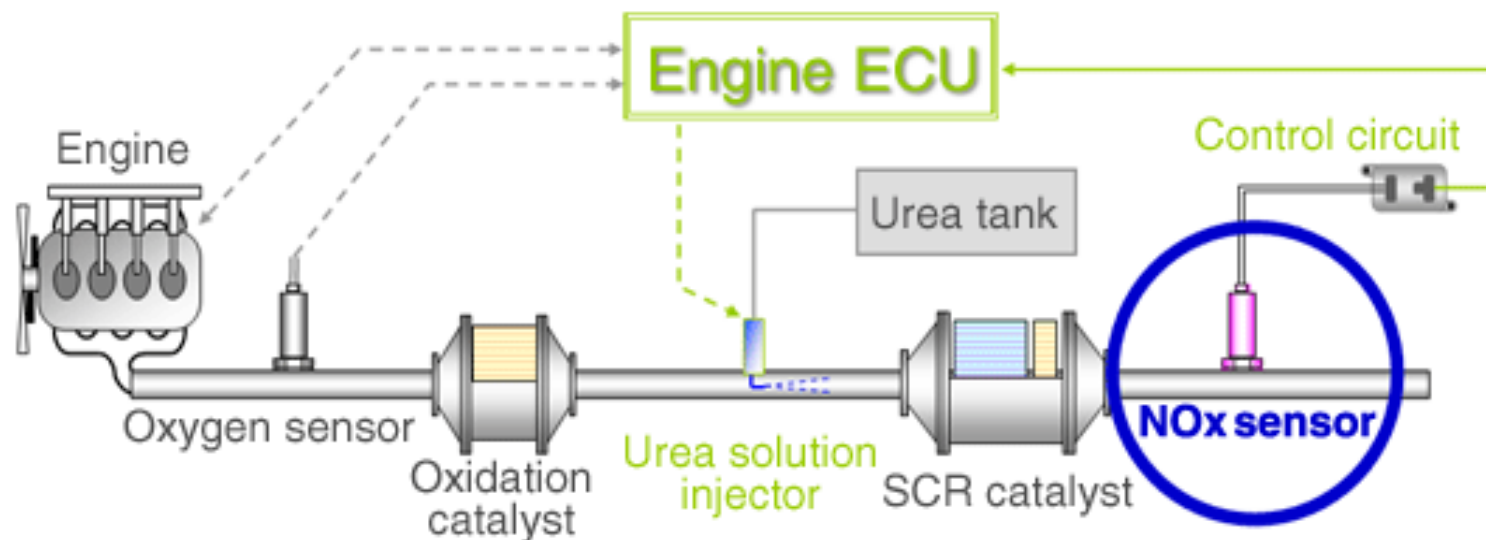 Engine ECU
Engine
Control circuit
Urea tank
Oxygen sensor
NOx sensor
Oxidation
catalyst
Urea solution
injector
SCR catalyst